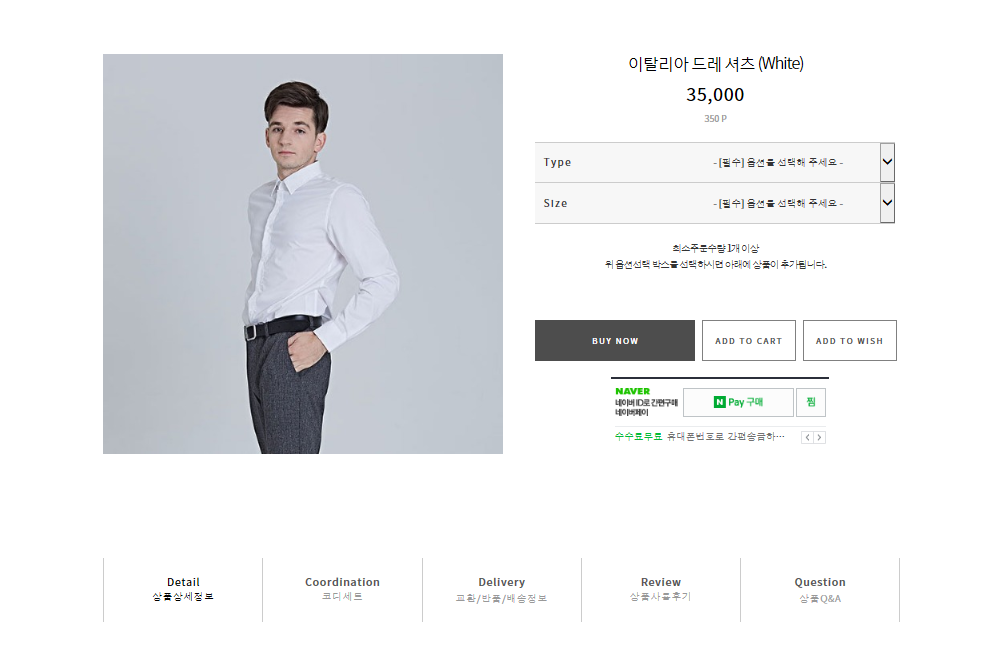 이탈리아 드레 셔츠 (White)
35,000
350 P
Type
- [필수] 옵션를 선택해 주세요 -
Size
- [필수] 옵션를 선택해 주세요 -
최소주문수량 1개 이상
위 옵션선택 박스를 선택하시면 아래에 상품이 추가됩니다.
BUY NOW
ADD TO CART
ADD TO WISH
NAVER
네이버 ID로 간편구매
네이버페이
N Pay 구매
찜
수수료무료 휴대폰번호로 간편송금하…
Detail
상품상세정보
Coordination
코디세트
Delivery
교환/반품/배송정보
Review
상품사용후기
Question
상품Q&A